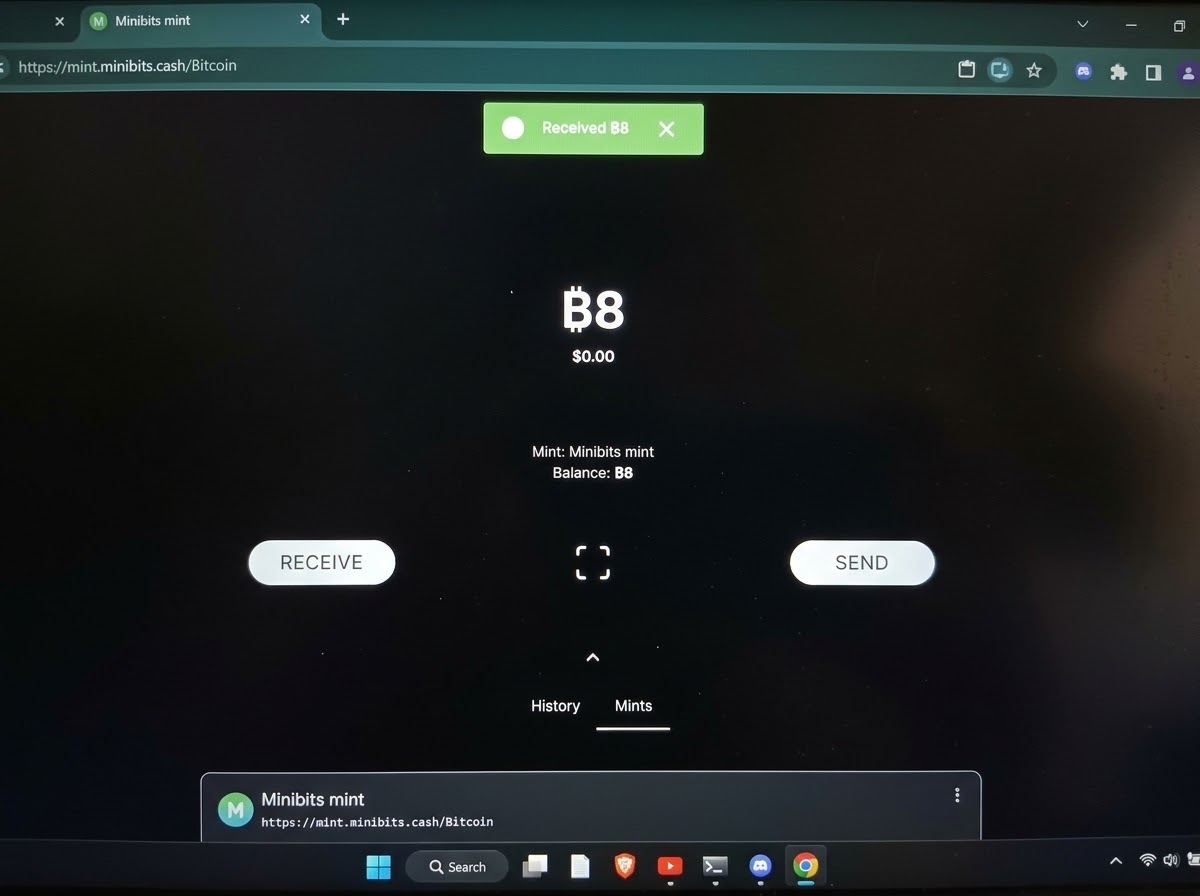 Minibits mint
https://mint.minibits.cash/Bitcoin
Received ₿8
₿8
$0.00
Mint: Minibits mint
Balance: ₿8
RECEIVE
SEND
History
Mints
M
Minibits mint
https://mint.minibits.cash/Bitcoin
Search